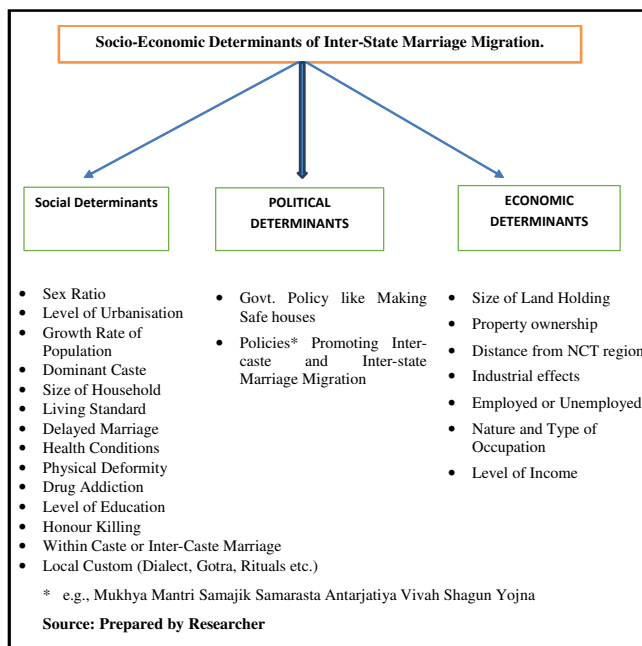 Socio-Economic Determinants of Inter-State Marriage Migration.
Social Determinants
• Sex Ratio
• Level of Urbanisation
• Growth Rate of
Population
• Dominant Caste
• Size of Household
• Living Standard
• Delayed Marriage
• Health Conditions
• Physical Deformity
• Drug Addiction
• Level of Education
• Honour Killing
• Within Caste or Inter-Caste Marriage
• Local Custom (Dialect, Gotra, Rituals etc.)
POLITICAL
DETERMINANTS
• Govt. Policy like Making
Safe houses
• Policies* Promoting Inter-
caste and Inter-state
Marriage Migration
ECONOMIC
DETERMINANTS
• Size of Land Holding
• Property ownership
• Distance from NCT region
• Industrial effects
• Employed or Unemployed
• Nature and Type of
Occupation
• Level of Income
* e.g., Mukhya Mantri Samajik Samarasta Antarjatiya Vivah Shagun Yojna
Source: Prepared by Researcher